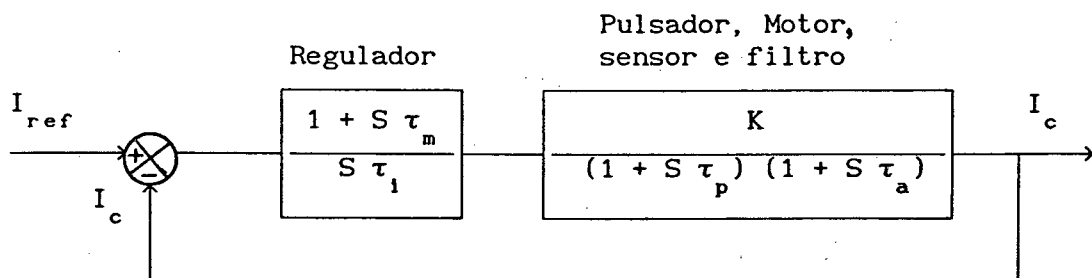 Pulsador, Motor,
sensor e filtro
Regulador
I_ref
1 + S τ_m
S τ_i
K
(1 + S τ_p) (1 + S τ_a)
I_c
+
−
I_c